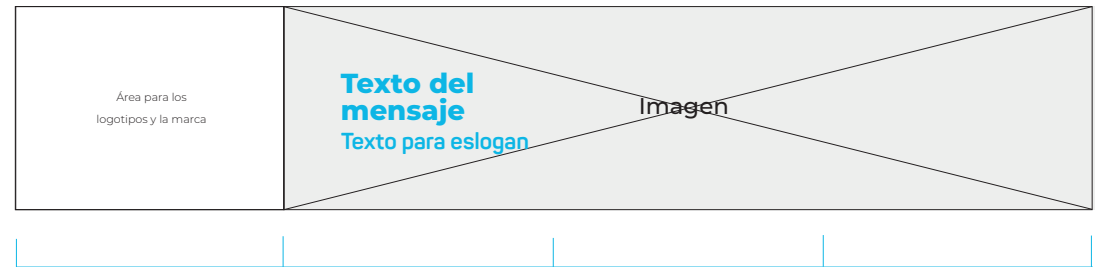 Área para los
logotipos y la marca
Texto del
mensaje
Texto para eslogan
Imagen